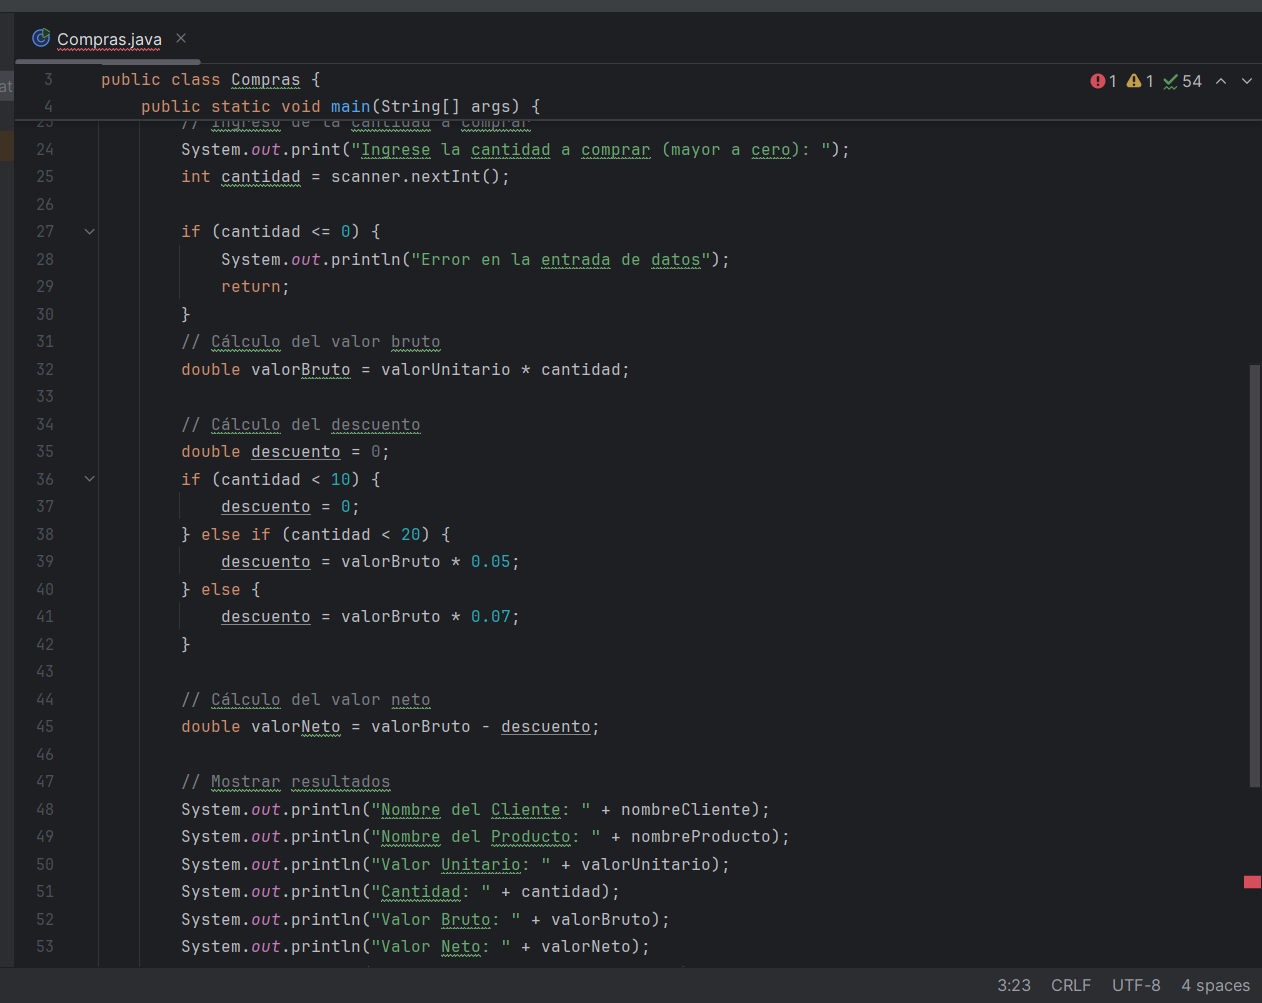 at
Compras.java
3 public class Compras {
1 1 54
4 public static void main(String[] args) {
23 // Ingreso de la cantidad a comprar
24 System.out.print("Ingrese la cantidad a comprar (mayor a cero): ");
25 int cantidad = scanner.nextInt();
26
27 if (cantidad <= 0) {
28 System.out.println("Error en la entrada de datos");
29 return;
30 }
31 // Cálculo del valor bruto
32 double valorBruto = valorUnitario * cantidad;
33
34 // Cálculo del descuento
35 double descuento = 0;
36 if (cantidad < 10) {
37 descuento = 0;
38 } else if (cantidad < 20) {
39 descuento = valorBruto * 0.05;
40 } else {
41 descuento = valorBruto * 0.07;
42 }
43
44 // Cálculo del valor neto
45 double valorNeto = valorBruto - descuento;
46
47 // Mostrar resultados
48 System.out.println("Nombre del Cliente: " + nombreCliente);
49 System.out.println("Nombre del Producto: " + nombreProducto);
50 System.out.println("Valor Unitario: " + valorUnitario);
51 System.out.println("Cantidad: " + cantidad);
52 System.out.println("Valor Bruto: " + valorBruto);
53 System.out.println("Valor Neto: " + valorNeto);
3:23 CRLF UTF-8 4 spaces